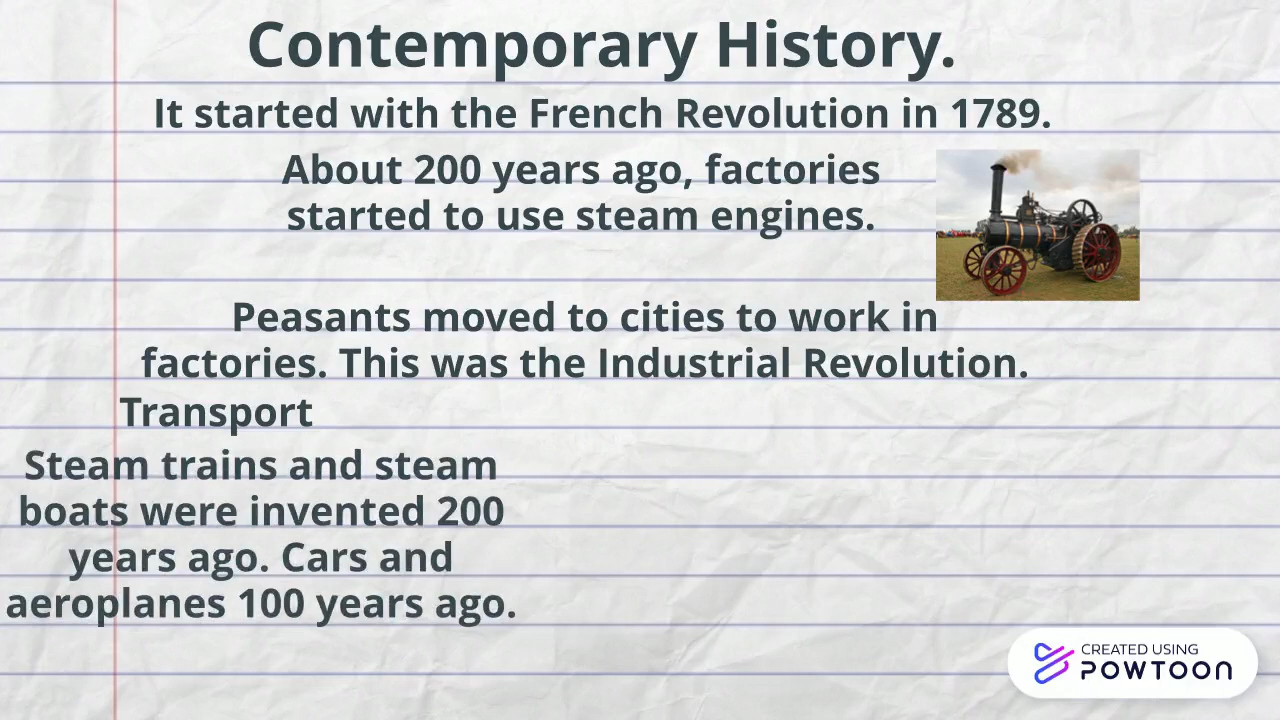 Contemporary History.
It started with the French Revolution in 1789.
About 200 years ago, factories
started to use steam engines.
Peasants moved to cities to work in
factories. This was the Industrial Revolution.
Transport
Steam trains and steam
boats were invented 200
years ago. Cars and
aeroplanes 100 years ago.
CREATED USING
POWTOON